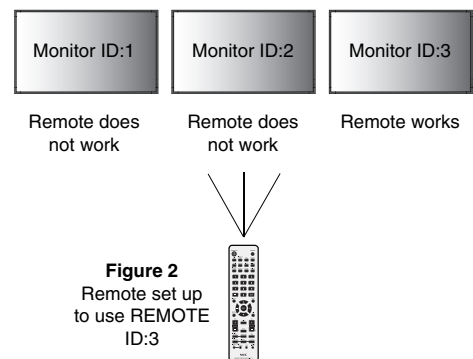 Monitor ID:1
Monitor ID:2
Monitor ID:3
Remote does
not work
Remote does
not work
Remote works
Figure 2
Remote set up
to use REMOTE
ID:3